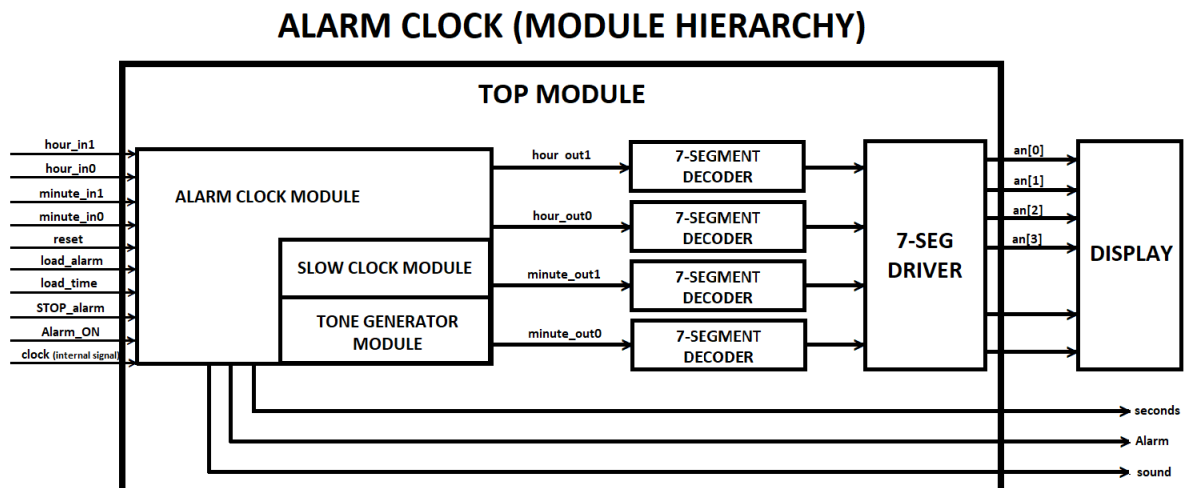 ALARM CLOCK (MODULE HIERARCHY)
TOP MODULE
hour_in1
hour_in0
minute_in1
minute_in0
reset
load_alarm
load_time
STOP_alarm
Alarm_ON
clock (internal signal)
ALARM CLOCK MODULE
SLOW CLOCK MODULE
TONE GENERATOR
MODULE
hour_out1
hour_out0
minute_out1
minute_out0
7-SEGMENT
DECODER
7-SEGMENT
DECODER
7-SEGMENT
DECODER
7-SEGMENT
DECODER
7-SEG
DRIVER
an[0]
an[1]
an[2]
an[3]
DISPLAY
seconds
Alarm
sound